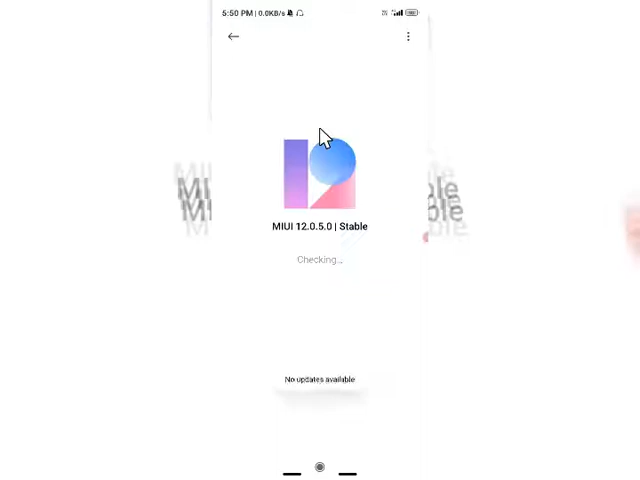 5:50 PM | 0.0KB/s
MIUI 12.0.5.0 | Stable
Checking...
No updates available